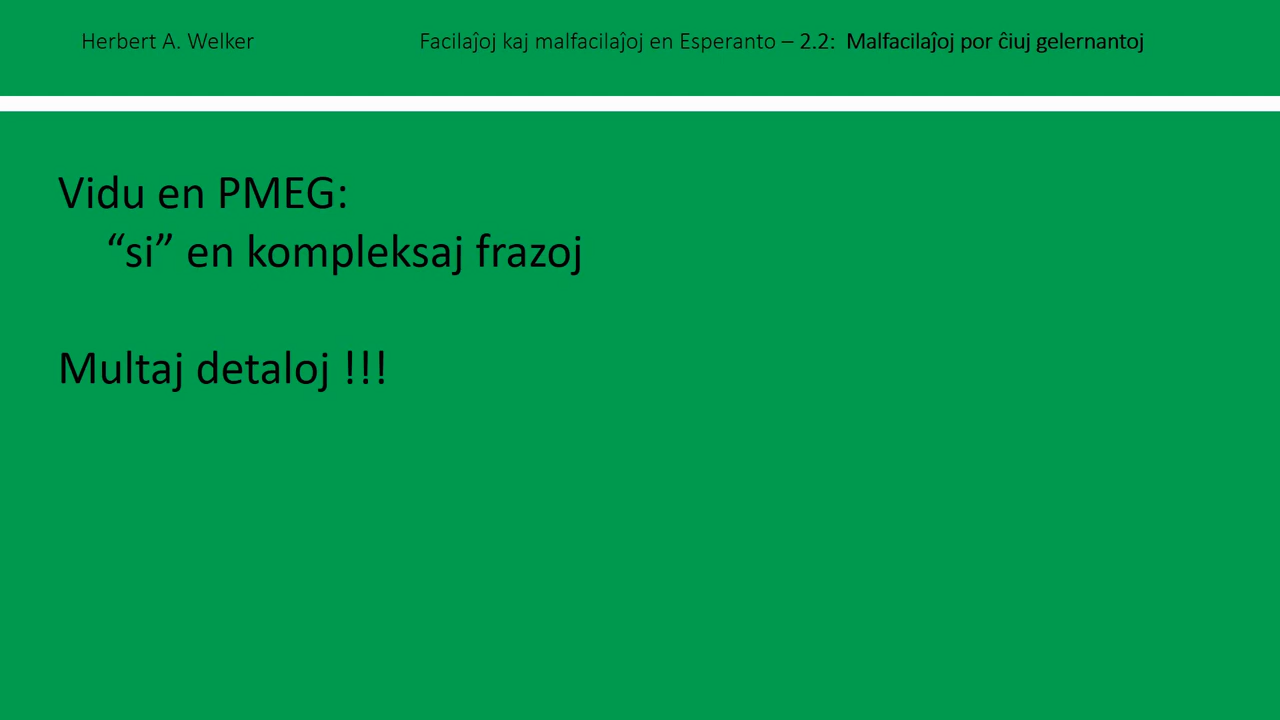 Herbert A. Welker
Facilaĵoj kaj malfacilaĵoj en Esperanto – 2.2: Malfacilaĵoj por ĉiuj gelernantoj
Vidu en PMEG:
“si” en kompleksaj frazoj
Multaj detaloj !!!